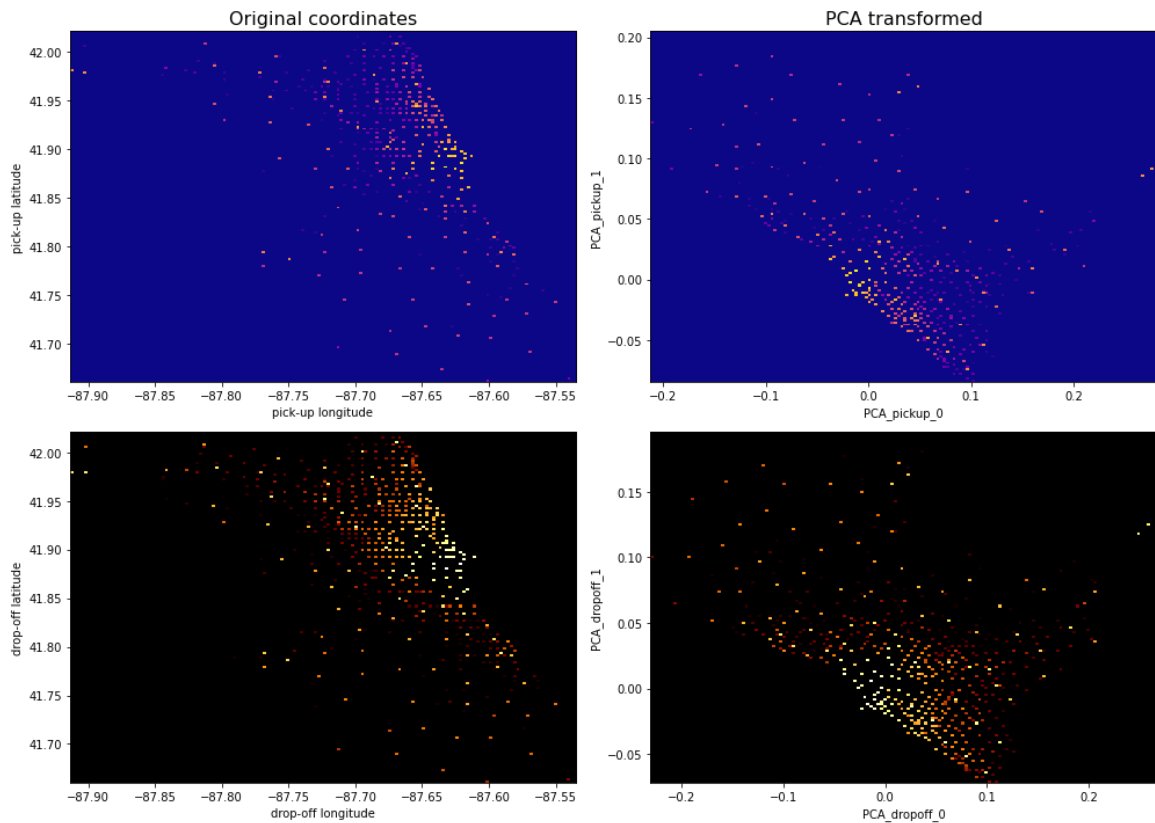 Original coordinates
PCA transformed
42.00
41.95
41.90
41.85
41.80
41.75
41.70
pick-up latitude
−87.90 −87.85 −87.80 −87.75 −87.70 −87.65 −87.60 −87.55
pick-up longitude
0.20
0.15
0.10
0.05
0.00
−0.05
PCA_pickup_1
−0.2 −0.1 0.0 0.1 0.2
PCA_pickup_0
42.00
41.95
41.90
41.85
41.80
41.75
41.70
drop-off latitude
−87.90 −87.85 −87.80 −87.75 −87.70 −87.65 −87.60 −87.55
drop-off longitude
0.15
0.10
0.05
0.00
−0.05
PCA_dropoff_1
−0.2 −0.1 0.0 0.1 0.2
PCA_dropoff_0